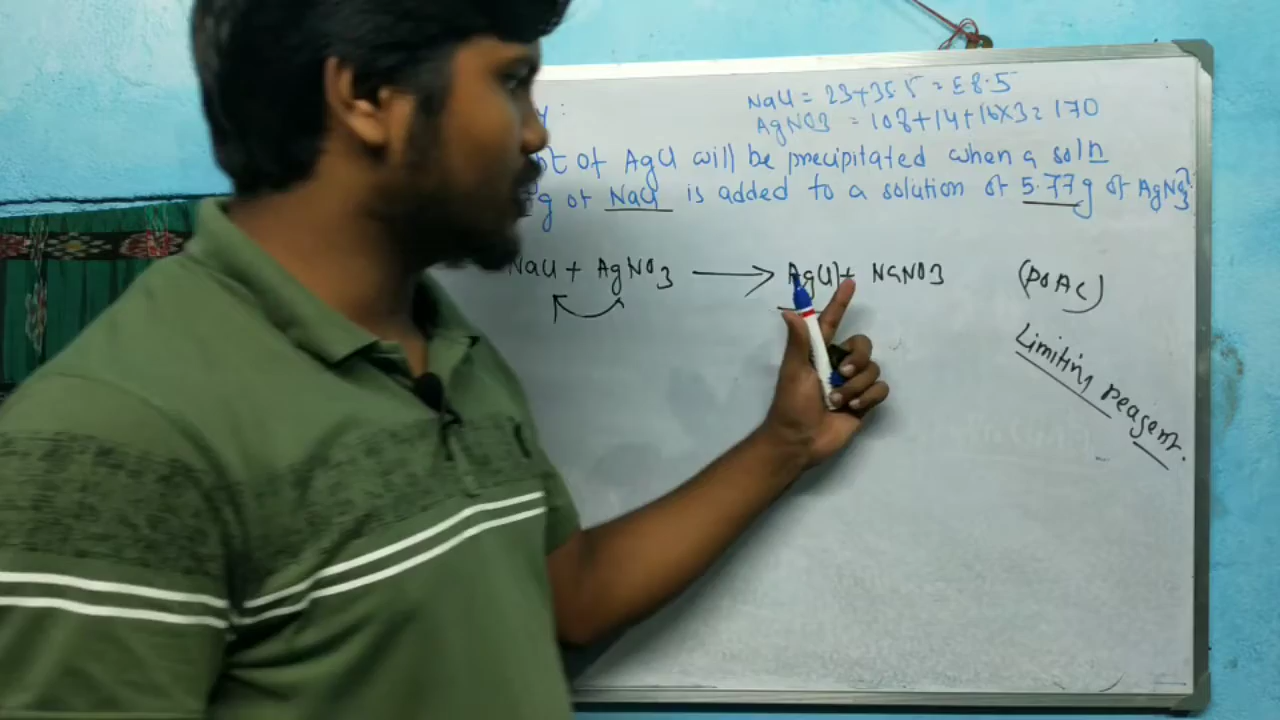 NaCl = 23+35.5 = 58.5
AgNO3 = 108+14+16×3 = 170
of AgCl will be precipitated when a soln
g of NaCl is added to a solution of 5.77g of AgNO3
NaCl + AgNO3 ⟶ AgCl + NaNO3 (POAC)
Limiting reagent.